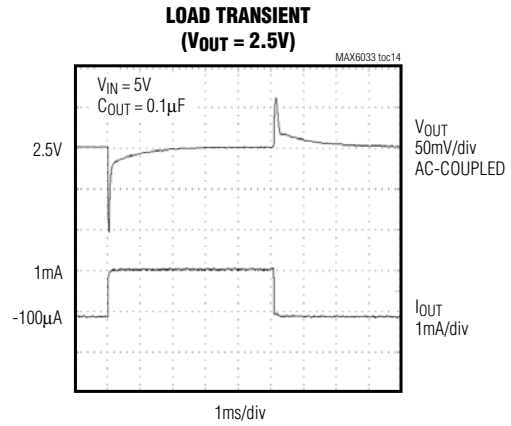 LOAD TRANSIENT
(VOUT = 2.5V)
MAX6033 toc14
VIN = 5V
COUT = 0.1μF
2.5V
VOUT
50mV/div
AC-COUPLED
1mA
-100μA
IOUT
1mA/div
1ms/div